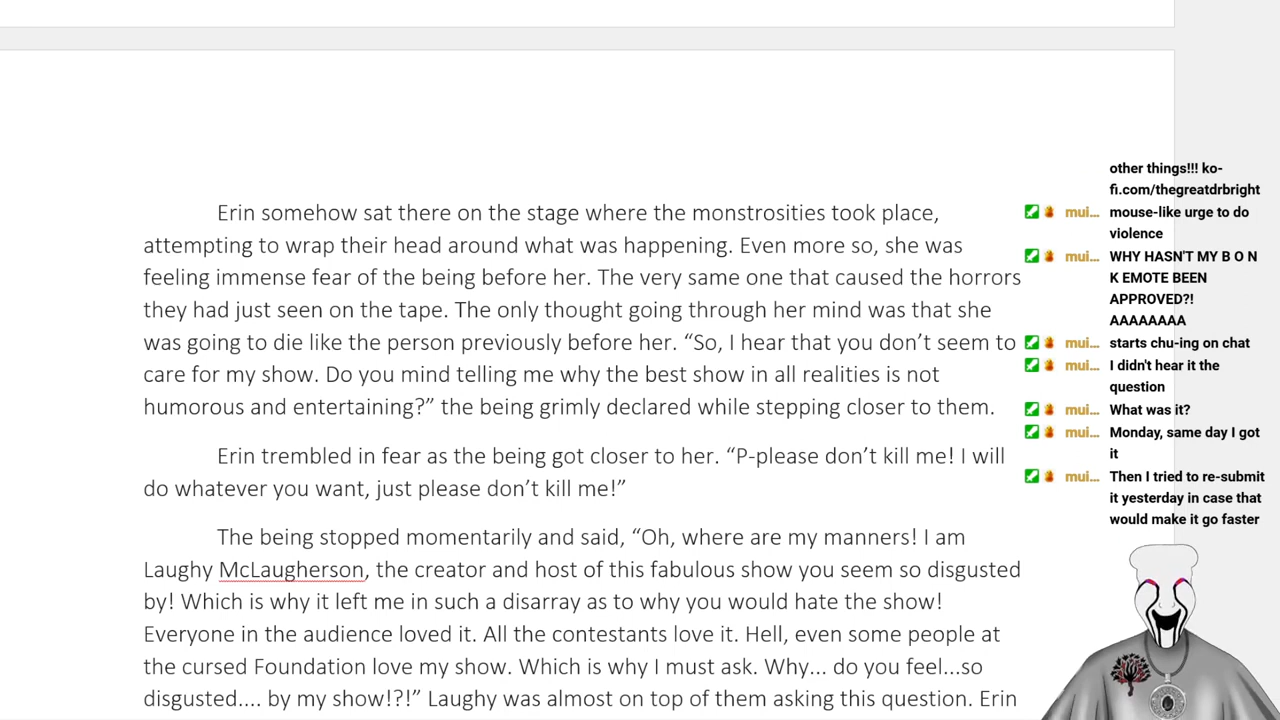 Erin somehow sat there on the stage where the monstrosities took place,
attempting to wrap their head around what was happening. Even more so, she was
feeling immense fear of the being before her. The very same one that caused the horrors
they had just seen on the tape. The only thought going through her mind was that she
was going to die like the person previously before her. “So, I hear that you don’t seem to
care for my show. Do you mind telling me why the best show in all realities is not
humorous and entertaining?” the being grimly declared while stepping closer to them.
Erin trembled in fear as the being got closer to her. “P-please don’t kill me! I will
do whatever you want, just please don’t kill me!”
The being stopped momentarily and said, “Oh, where are my manners! I am
Laughy McLaugherson, the creator and host of this fabulous show you seem so disgusted
by! Which is why it left me in such a disarray as to why you would hate the show!
Everyone in the audience loved it. All the contestants love it. Hell, even some people at
the cursed Foundation love my show. Which is why I must ask. Why... do you feel...so
disgusted.... by my show!?!” Laughy was almost on top of them asking this question. Erin
other things!!! ko-
fi.com/thegreatdrbright
mui... mouse-like urge to do
violence
mui... WHY HASN'T MY B O N
K EMOTE BEEN
APPROVED?!
AAAAAAAA
mui... starts chu-ing on chat
mui... I didn't hear it the
question
mui... What was it?
mui... Monday, same day I got
it
mui... Then I tried to re-submit
it yesterday in case that
would make it go faster